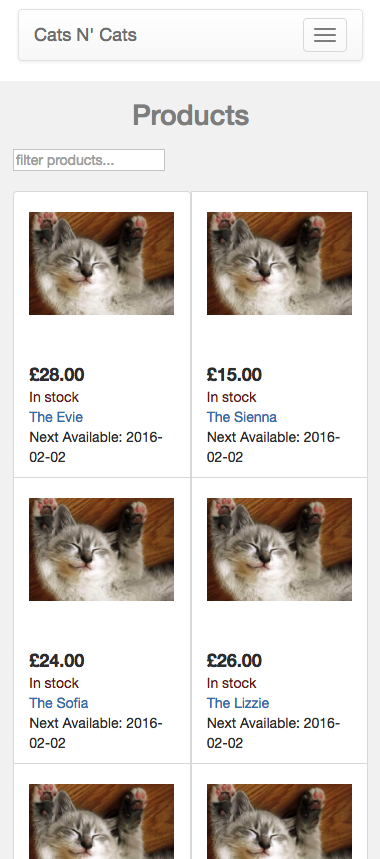 Cats N' Cats
Products
filter products...
£28.00
In stock
The Evie
Next Available: 2016-
02-02
£15.00
In stock
The Sienna
Next Available: 2016-
02-02
£24.00
In stock
The Sofia
Next Available: 2016-
02-02
£26.00
In stock
The Lizzie
Next Available: 2016-
02-02